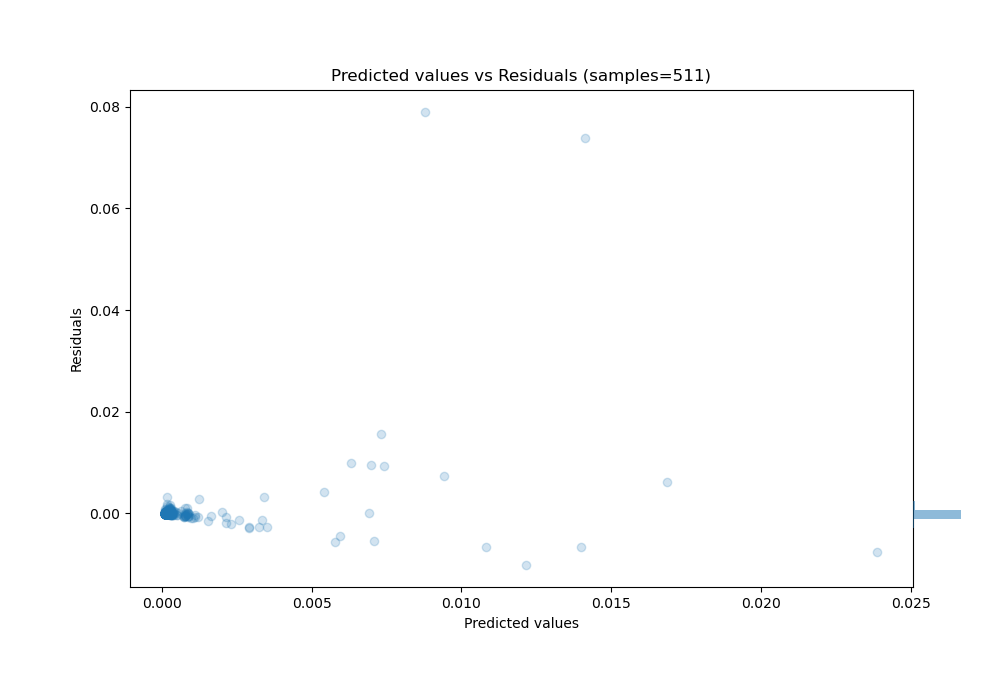 Predicted values vs Residuals (samples=511)
0.08
0.06
0.04
0.02
0.00
Residuals
0.000 0.005 0.010 0.015 0.020 0.025
Predicted values